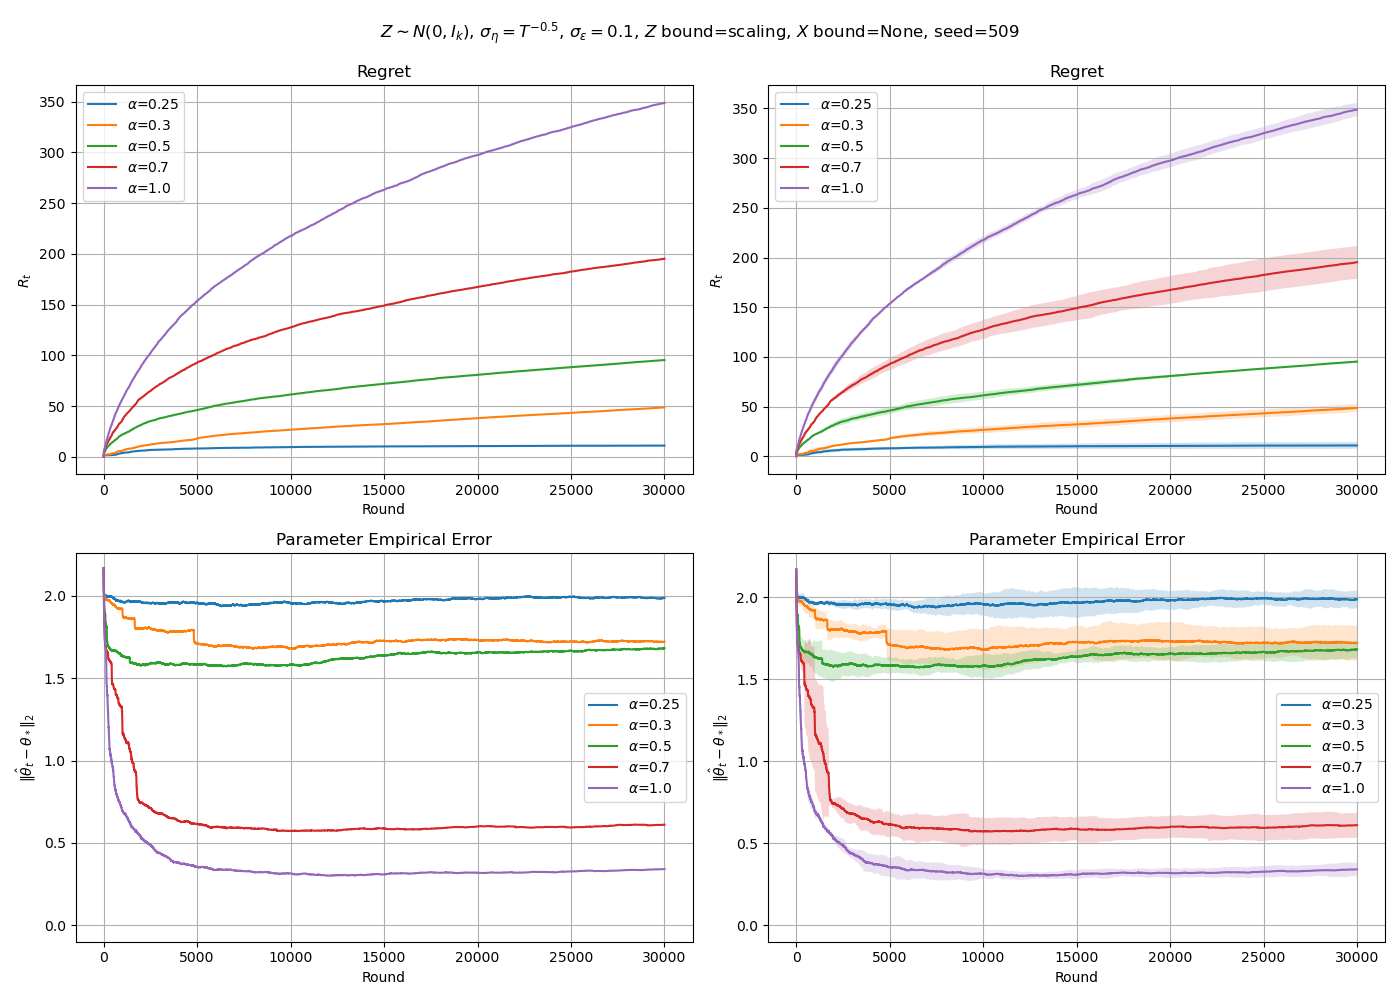 Z ∼ N(0, I_k), σ_η = T^{−0.5}, σ_ε = 0.1, Z bound=scaling, X bound=None, seed=509
Regret
R_t
350
300
250
200
150
100
50
0
α=0.25
α=0.3
α=0.5
α=0.7
α=1.0
0 5000 10000 15000 20000 25000 30000
Round
Regret
R_t
350
300
250
200
150
100
50
0
α=0.25
α=0.3
α=0.5
α=0.7
α=1.0
0 5000 10000 15000 20000 25000 30000
Round
Parameter Empirical Error
‖θ̂_t − θ_*‖_2
2.0
1.5
1.0
0.5
0.0
α=0.25
α=0.3
α=0.5
α=0.7
α=1.0
0 5000 10000 15000 20000 25000 30000
Round
Parameter Empirical Error
‖θ̂_t − θ_*‖_2
2.0
1.5
1.0
0.5
0.0
α=0.25
α=0.3
α=0.5
α=0.7
α=1.0
0 5000 10000 15000 20000 25000 30000
Round